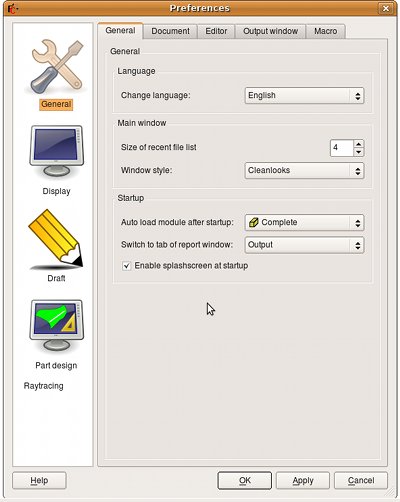 Preferences
General
Display
Draft
Part design
Raytracing
General Document Editor Output window Macro
General
Language
Change language: English
Main window
Size of recent file list 4
Window style: Cleanlooks
Startup
Auto load module after startup: Complete
Switch to tab of report window: Output
Enable splashscreen at startup
Help OK Apply Cancel